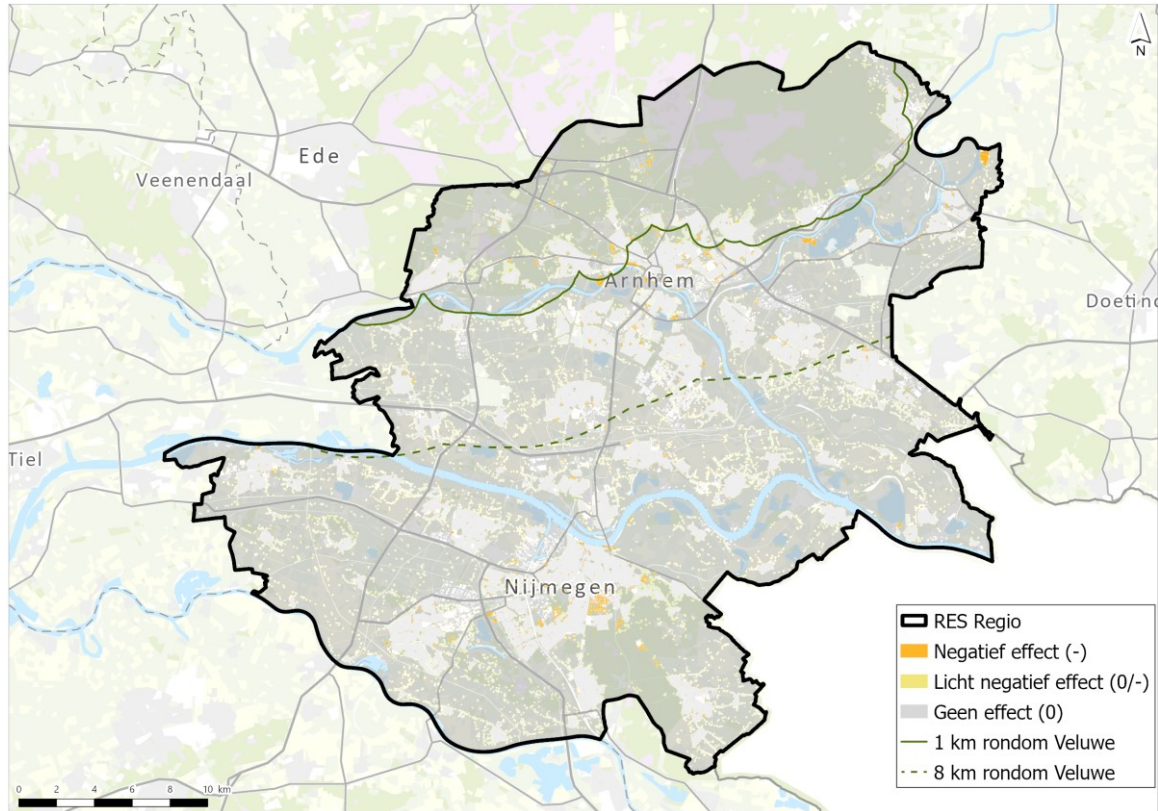 N
Ede
Veenendaal
Arnhem
Doetinc
Tiel
Nijmegen
RES Regio
Negatief effect (-)
Licht negatief effect (0/-)
Geen effect (0)
1 km rondom Veluwe
8 km rondom Veluwe
0 2 4 6 8 10 km